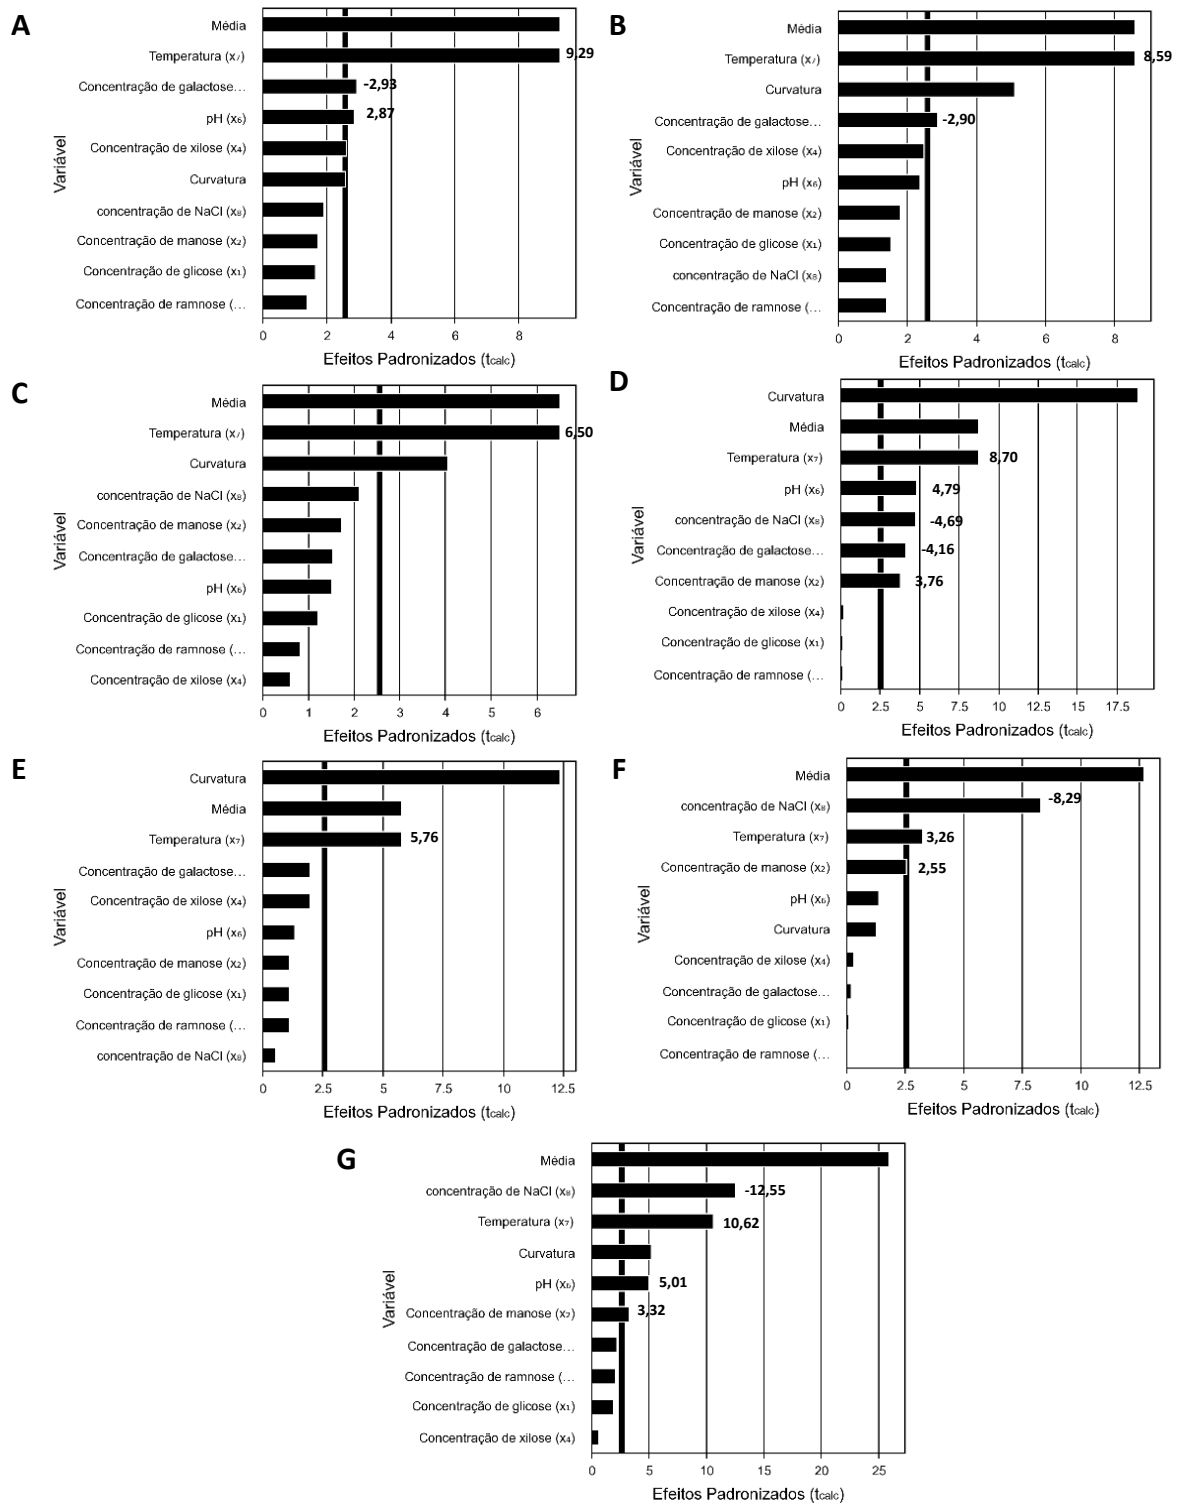 A
Variável
Média
Temperatura (x₇) 9,29
Concentração de galactose… -2,93
pH (x₆) 2,87
Concentração de xilose (x₄)
Curvatura
concentração de NaCl (x₈)
Concentração de manose (x₂)
Concentração de glicose (x₁)
Concentração de ramnose (…
0 2 4 6 8
Efeitos Padronizados (tcalc)
B
Variável
Média
Temperatura (x₇) 8,59
Curvatura
Concentração de galactose… -2,90
Concentração de xilose (x₄)
pH (x₆)
Concentração de manose (x₂)
Concentração de glicose (x₁)
concentração de NaCl (x₈)
Concentração de ramnose (…
0 2 4 6 8
Efeitos Padronizados (tcalc)
C
Variável
Média
Temperatura (x₇) 6,50
Curvatura
concentração de NaCl (x₈)
Concentração de manose (x₂)
Concentração de galactose…
pH (x₆)
Concentração de glicose (x₁)
Concentração de ramnose (…
Concentração de xilose (x₄)
0 1 2 3 4 5 6
Efeitos Padronizados (tcalc)
D
Variável
Curvatura
Média
Temperatura (x₇) 8,70
pH (x₆) 4,79
concentração de NaCl (x₈) -4,69
Concentração de galactose… -4,16
Concentração de manose (x₂) 3,76
Concentração de xilose (x₄)
Concentração de glicose (x₁)
Concentração de ramnose (…
0 2.5 5 7.5 10 12.5 15 17.5
Efeitos Padronizados (tcalc)
E
Variável
Curvatura
Média
Temperatura (x₇) 5,76
Concentração de galactose…
Concentração de xilose (x₄)
pH (x₆)
Concentração de manose (x₂)
Concentração de glicose (x₁)
Concentração de ramnose (…
concentração de NaCl (x₈)
0 2.5 5 7.5 10 12.5
Efeitos Padronizados (tcalc)
F
Variável
Média
concentração de NaCl (x₈) -8,29
Temperatura (x₇) 3,26
Concentração de manose (x₂) 2,55
pH (x₆)
Curvatura
Concentração de xilose (x₄)
Concentração de galactose…
Concentração de glicose (x₁)
Concentração de ramnose (…
0 2.5 5 7.5 10 12.5
Efeitos Padronizados (tcalc)
G
Variável
Média
concentração de NaCl (x₈) -12,55
Temperatura (x₇) 10,62
Curvatura
pH (x₆) 5,01
Concentração de manose (x₂) 3,32
Concentração de galactose…
Concentração de ramnose (…
Concentração de glicose (x₁)
Concentração de xilose (x₄)
0 5 10 15 20 25
Efeitos Padronizados (tcalc)